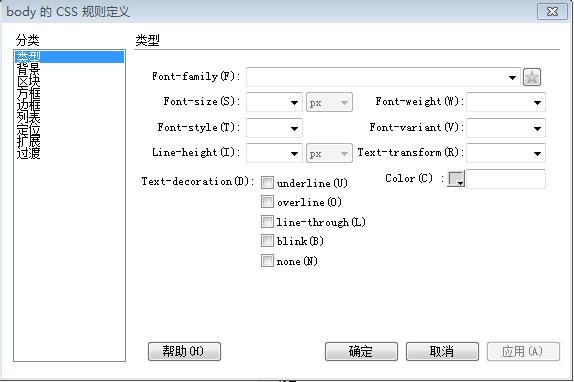 body 的 CSS 规则定义
分类
类型
背景
区块
方框
边框
列表
定位
扩展
过渡
类型
Font-family(F):
Font-size(S): px Font-weight(W):
Font-style(T): Font-variant(V):
Line-height(I): px Text-transform(R):
Text-decoration(D): underline(U) Color(C) :
overline(O)
line-through(L)
blink(B)
none(N)
帮助(H) 确定 取消 应用(A)